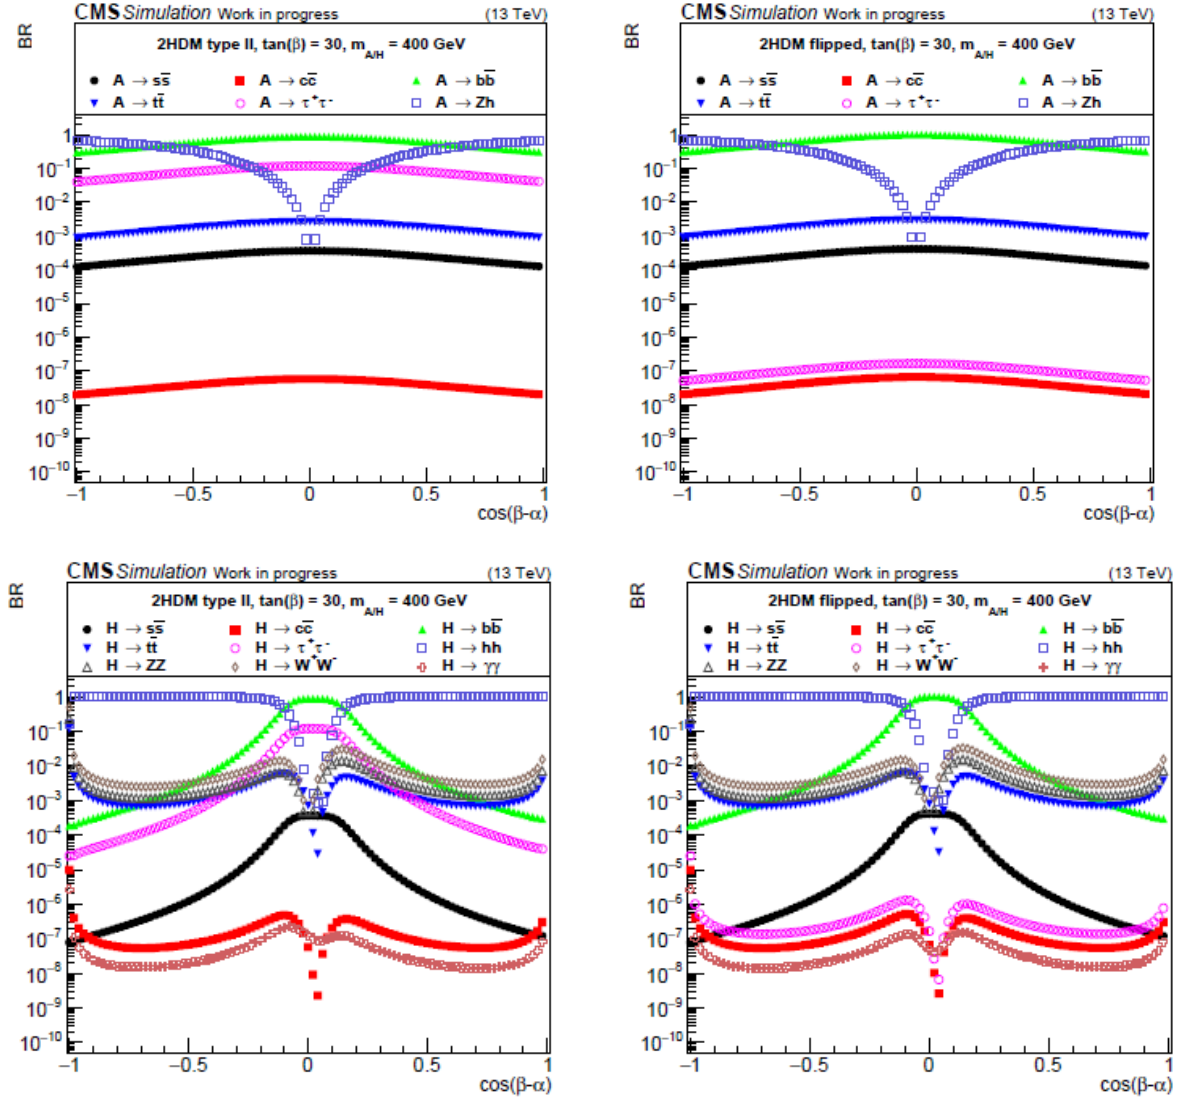 CMS Simulation Work in progress (13 TeV)
BR
2HDM type II, tan(β) = 30, m_A/H = 400 GeV
A → ss̅ A → cc̅ A → bb̅
A → tt̅ A → τ⁺τ⁻ A → Zh
1
10⁻¹
10⁻²
10⁻³
10⁻⁴
10⁻⁵
10⁻⁶
10⁻⁷
10⁻⁸
10⁻⁹
10⁻¹⁰
−1 −0.5 0 0.5 1
cos(β-α)
CMS Simulation Work in progress (13 TeV)
BR
2HDM flipped, tan(β) = 30, m_A/H = 400 GeV
A → ss̅ A → cc̅ A → bb̅
A → tt̅ A → τ⁺τ⁻ A → Zh
1
10⁻¹
10⁻²
10⁻³
10⁻⁴
10⁻⁵
10⁻⁶
10⁻⁷
10⁻⁸
10⁻⁹
10⁻¹⁰
−1 −0.5 0 0.5 1
cos(β-α)
CMS Simulation Work in progress (13 TeV)
BR
2HDM type II, tan(β) = 30, m_A/H = 400 GeV
H → ss̅ H → cc̅ H → bb̅
H → tt̅ H → τ⁺τ⁻ H → hh
H → ZZ H → W⁺W⁻ H → γγ
1
10⁻¹
10⁻²
10⁻³
10⁻⁴
10⁻⁵
10⁻⁶
10⁻⁷
10⁻⁸
10⁻⁹
10⁻¹⁰
−1 −0.5 0 0.5 1
cos(β-α)
CMS Simulation Work in progress (13 TeV)
BR
2HDM flipped, tan(β) = 30, m_A/H = 400 GeV
H → ss̅ H → cc̅ H → bb̅
H → tt̅ H → τ⁺τ⁻ H → hh
H → ZZ H → W⁺W⁻ H → γγ
1
10⁻¹
10⁻²
10⁻³
10⁻⁴
10⁻⁵
10⁻⁶
10⁻⁷
10⁻⁸
10⁻⁹
10⁻¹⁰
−1 −0.5 0 0.5 1
cos(β-α)